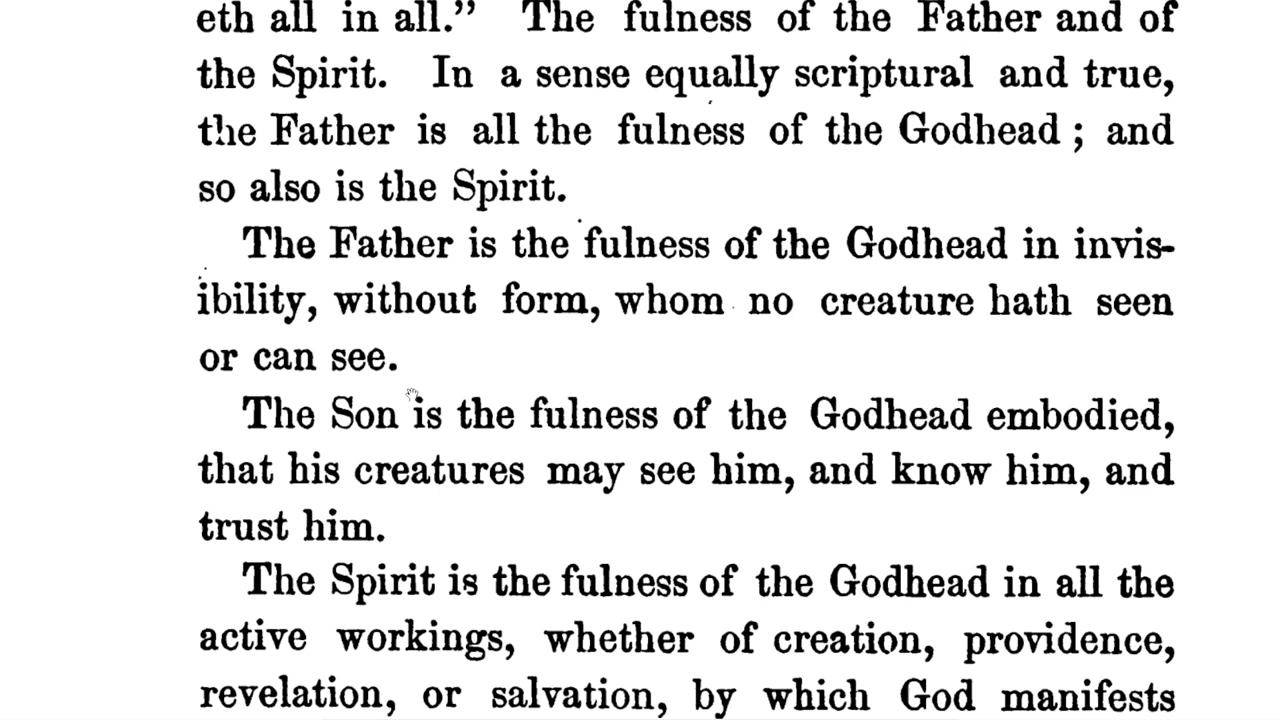 eth all in all.” The fulness of the Father and of
the Spirit. In a sense equally scriptural and true,
the Father is all the fulness of the Godhead ; and
so also is the Spirit.
The Father is the fulness of the Godhead in invis-
ibility, without form, whom no creature hath seen
or can see.
The Son is the fulness of the Godhead embodied,
that his creatures may see him, and know him, and
trust him.
The Spirit is the fulness of the Godhead in all the
active workings, whether of creation, providence,
revelation, or salvation, by which God manifests